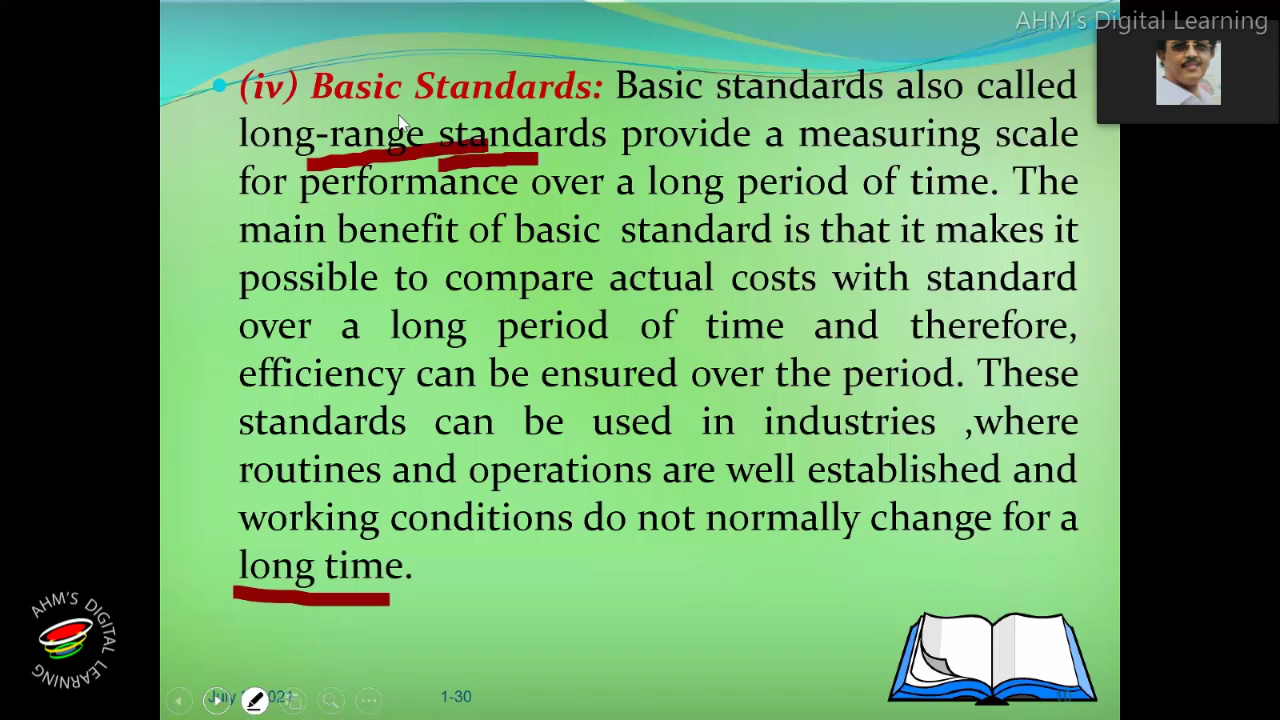 AHM's Digital Learning
• (iv) Basic Standards: Basic standards also called
long-range standards provide a measuring scale
for performance over a long period of time. The
main benefit of basic standard is that it makes it
possible to compare actual costs with standard
over a long period of time and therefore,
efficiency can be ensured over the period. These
standards can be used in industries ,where
routines and operations are well established and
working conditions do not normally change for a
long time.
AHM'S DIGITAL LEARNING
July
1-30